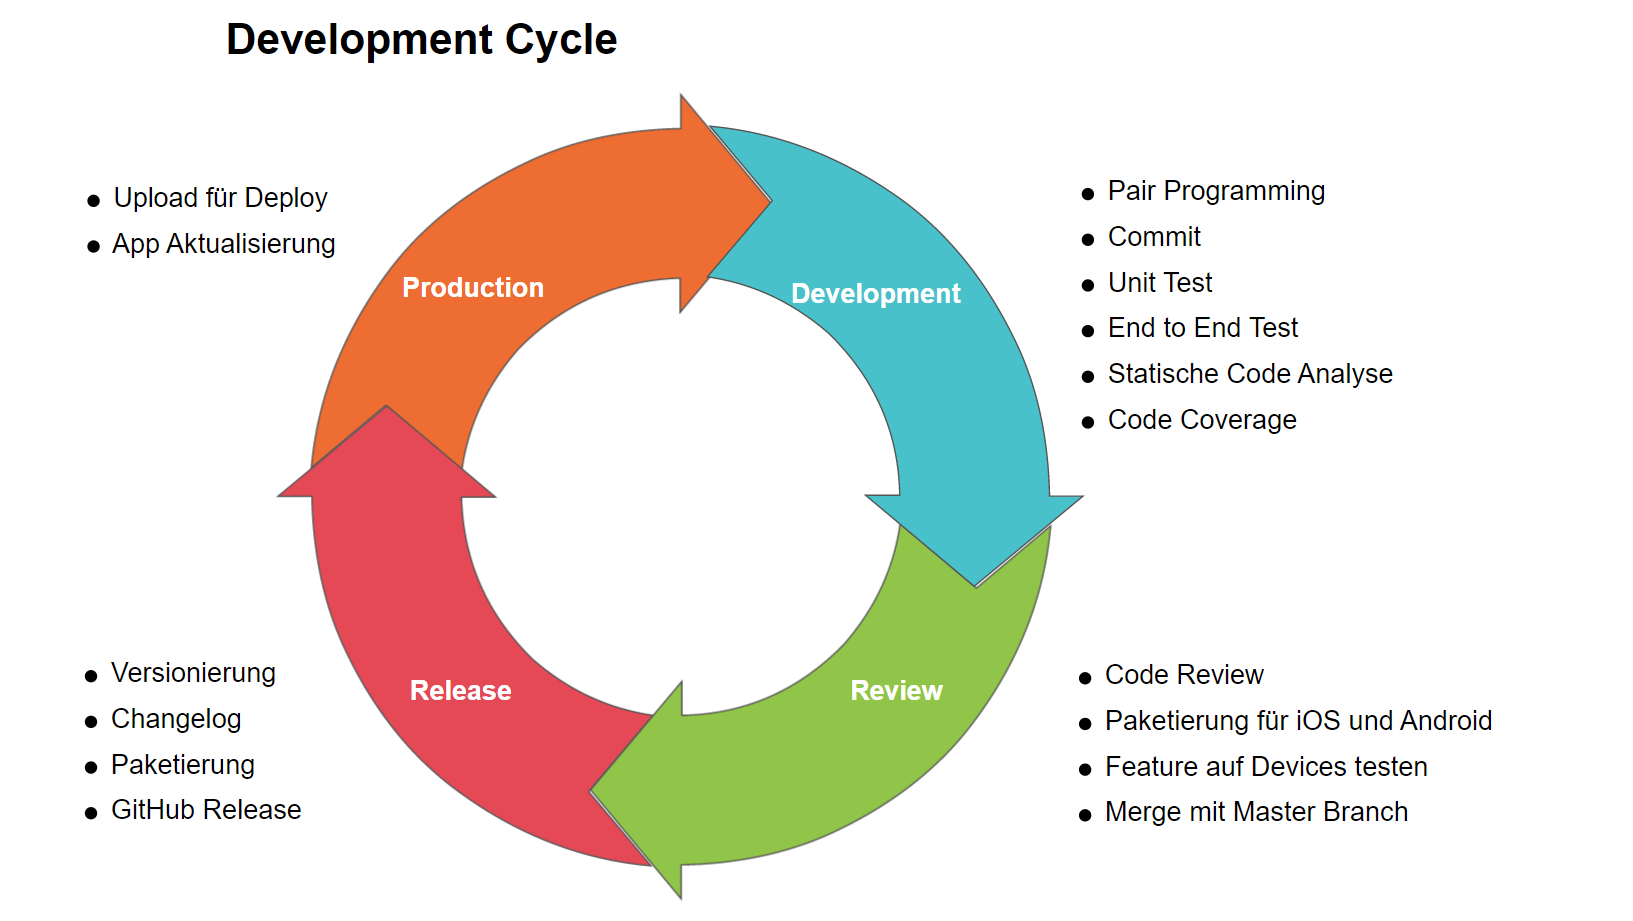 Development Cycle
• Upload für Deploy
• App Aktualisierung
Production
Development
• Pair Programming
• Commit
• Unit Test
• End to End Test
• Statische Code Analyse
• Code Coverage
• Versionierung
• Changelog
• Paketierung
• GitHub Release
Release
Review
• Code Review
• Paketierung für iOS und Android
• Feature auf Devices testen
• Merge mit Master Branch